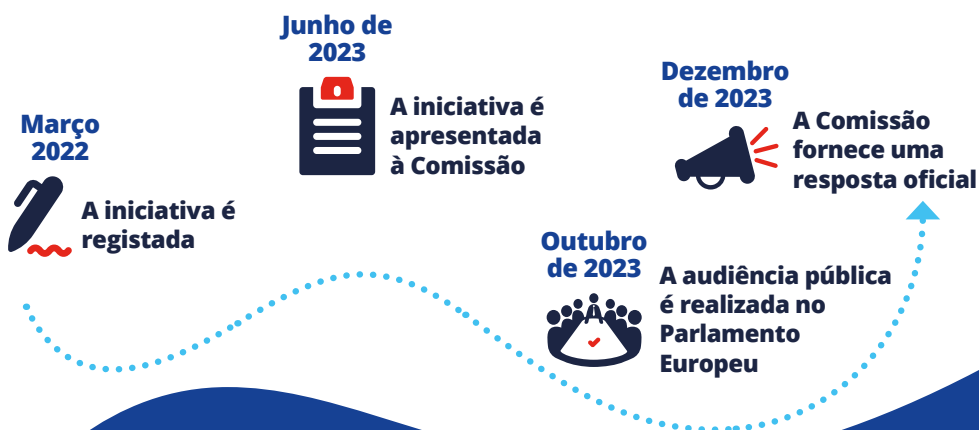 Março
2022
A iniciativa é
registada
Junho de
2023
A iniciativa é
apresentada
à Comissão
Outubro
de 2023
A audiência pública
é realizada no
Parlamento
Europeu
Dezembro
de 2023
A Comissão
fornece uma
resposta oficial